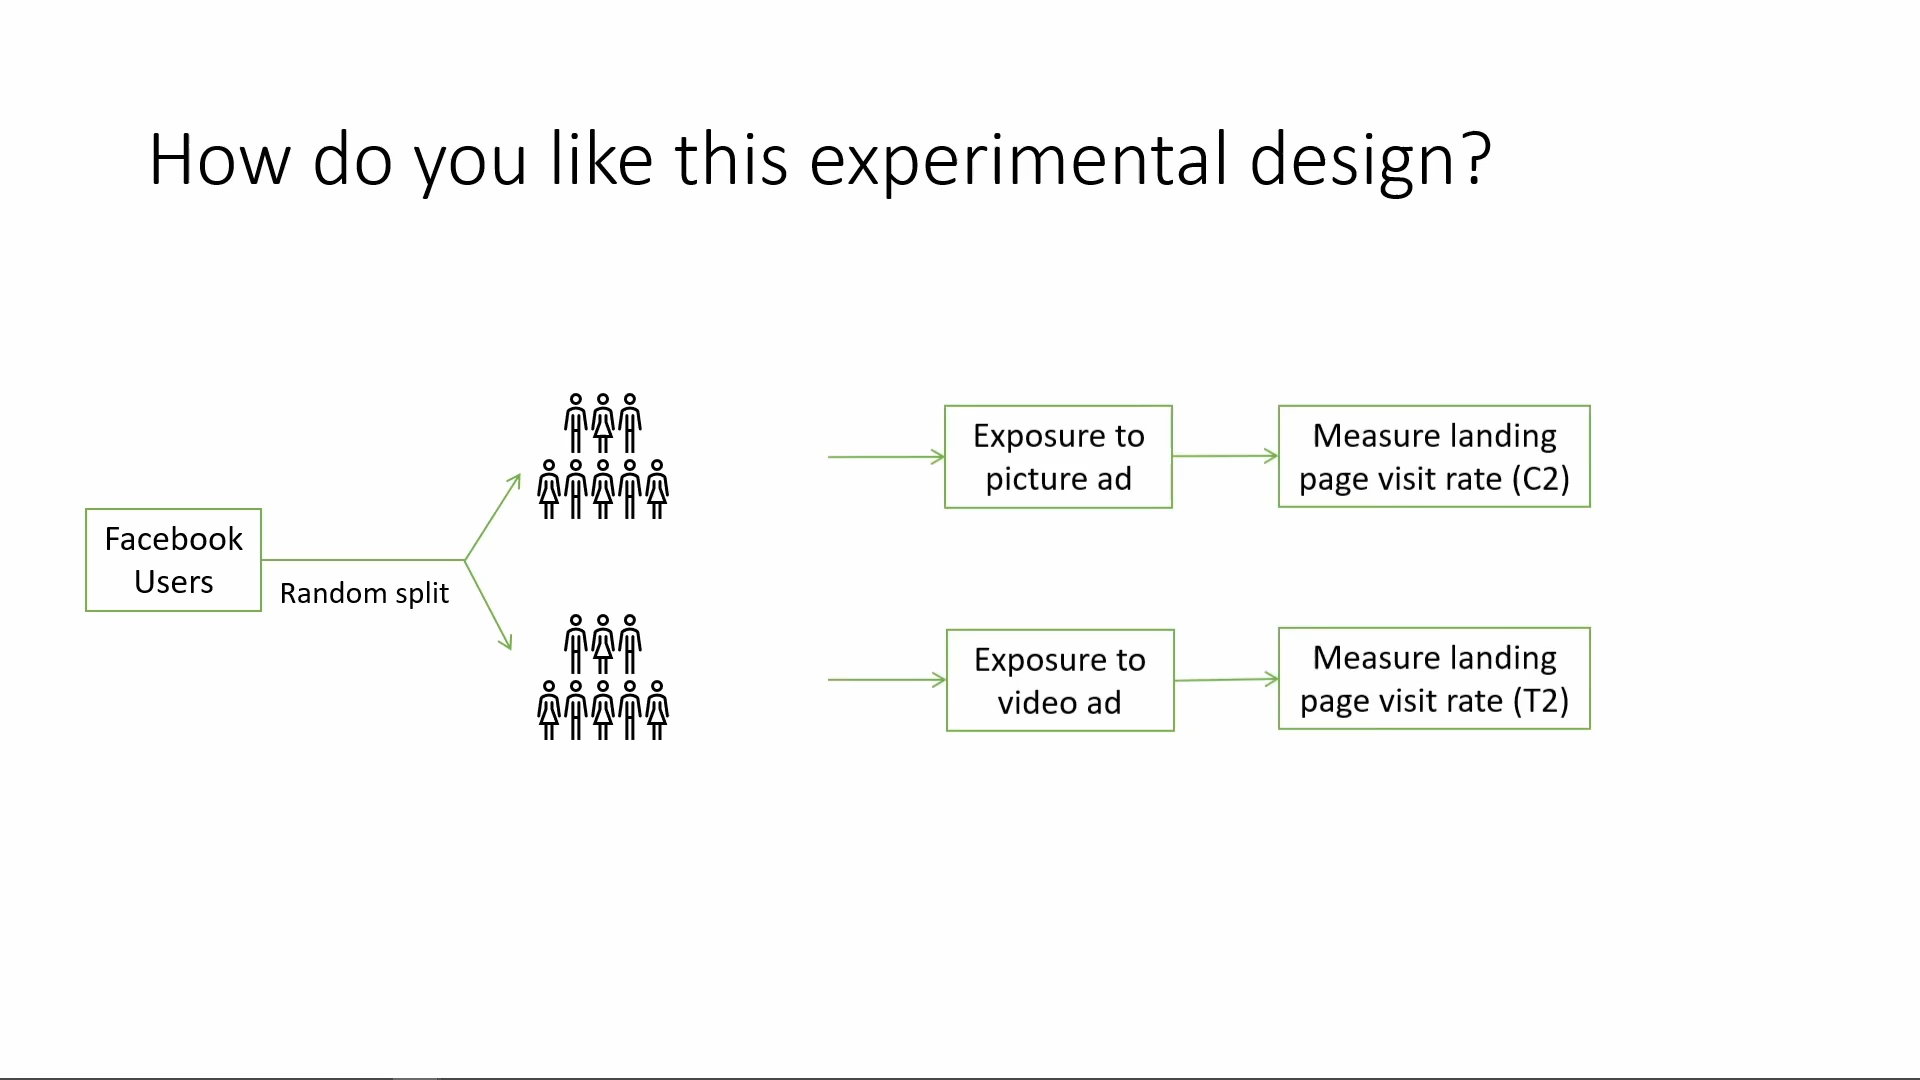 How do you like this experimental design?
Facebook
Users
Random split
Exposure to
picture ad
Measure landing
page visit rate (C2)
Exposure to
video ad
Measure landing
page visit rate (T2)